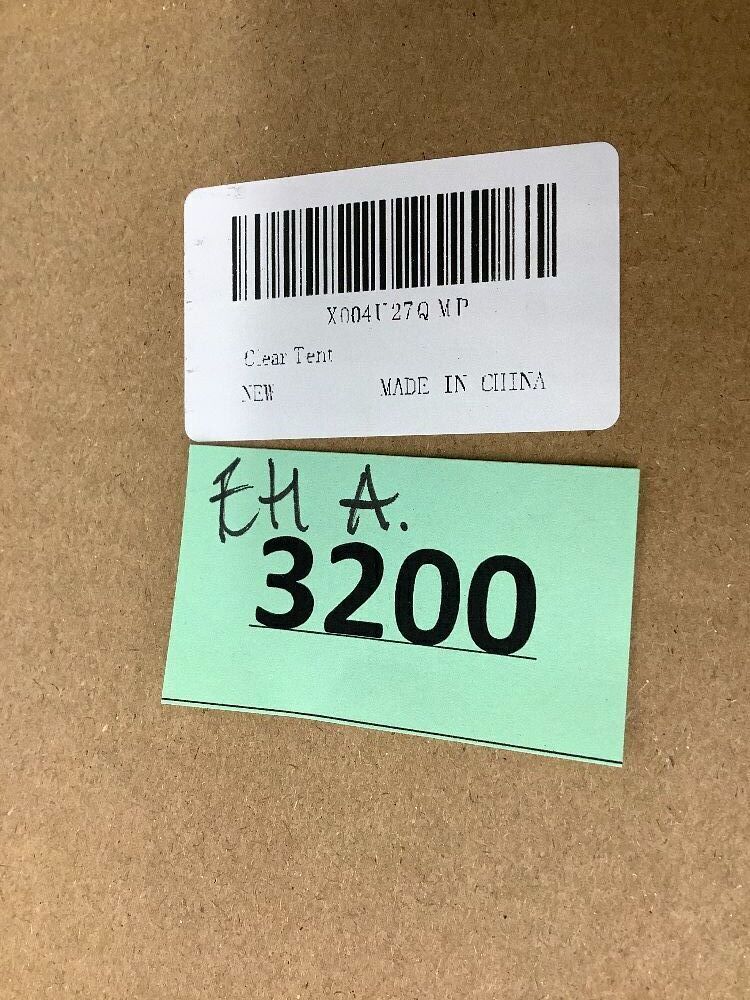 X004U27QMP
Clear Tent
NEW MADE IN CHINA
EH A.
3200